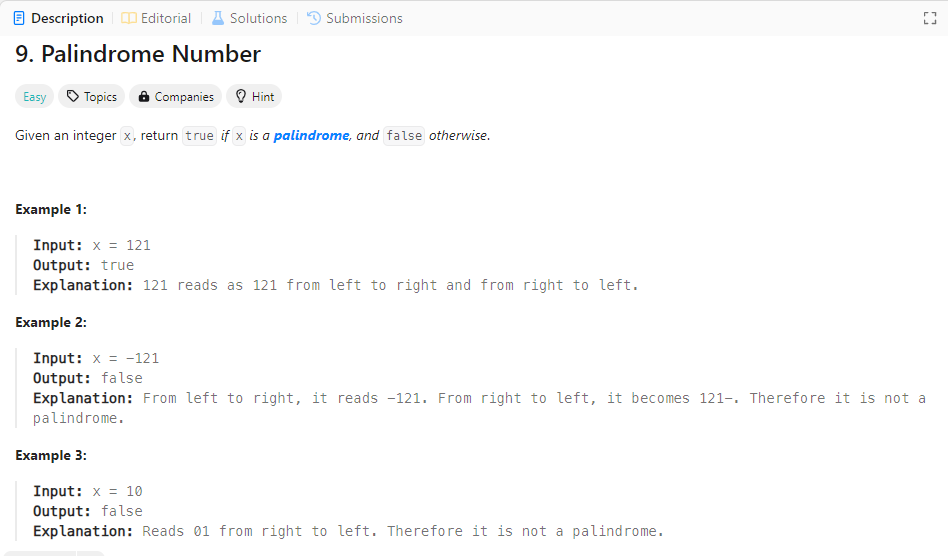 Description Editorial Solutions Submissions
9. Palindrome Number
Easy Topics Companies Hint
Given an integer x, return true if x is a palindrome, and false otherwise.
Example 1:
Input: x = 121
Output: true
Explanation: 121 reads as 121 from left to right and from right to left.
Example 2:
Input: x = -121
Output: false
Explanation: From left to right, it reads -121. From right to left, it becomes 121-. Therefore it is not a
palindrome.
Example 3:
Input: x = 10
Output: false
Explanation: Reads 01 from right to left. Therefore it is not a palindrome.